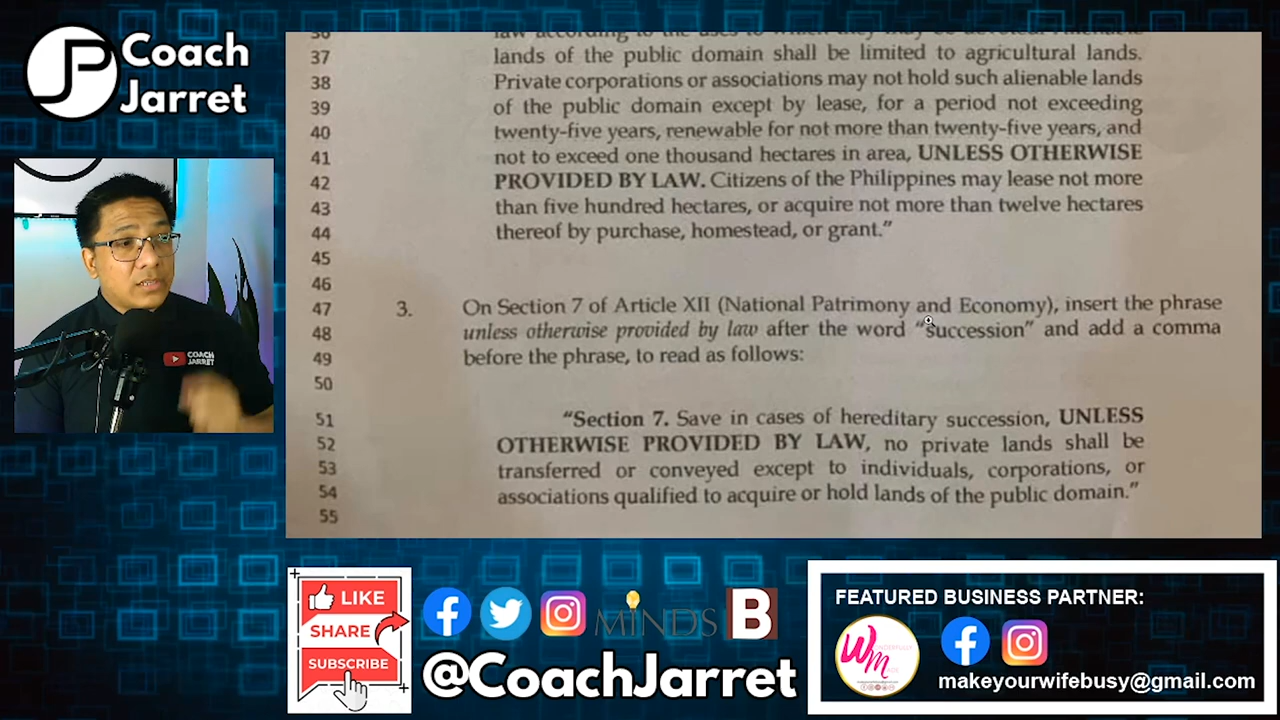 Coach
Jarret
36
37 lands of the public domain shall be limited to agricultural lands.
38 Private corporations or associations may not hold such alienable lands
39 of the public domain except by lease, for a period not exceeding
40 twenty-five years, renewable for not more than twenty-five years, and
41 not to exceed one thousand hectares in area, UNLESS OTHERWISE
42 PROVIDED BY LAW. Citizens of the Philippines may lease not more
43 than five hundred hectares, or acquire not more than twelve hectares
44 thereof by purchase, homestead, or grant."
45
46
47 3. On Section 7 of Article XII (National Patrimony and Economy), insert the phrase
48 unless otherwise provided by law after the word "succession" and add a comma
49 before the phrase, to read as follows:
50
51 "Section 7. Save in cases of hereditary succession, UNLESS
52 OTHERWISE PROVIDED BY LAW, no private lands shall be
53 transferred or conveyed except to individuals, corporations, or
54 associations qualified to acquire or hold lands of the public domain."
55
COACH
JARRET
LIKE
SHARE
SUBSCRIBE
MINDS
B
@CoachJarret
FEATURED BUSINESS PARTNER:
WM
makeyourwifebusy@gmail.com